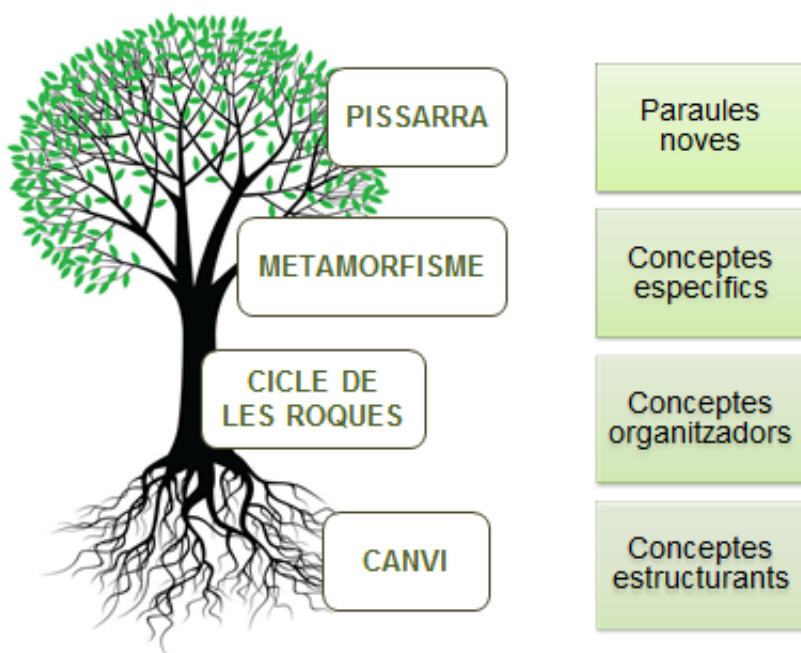 PISSARRA
Paraules
noves
METAMORFISME
Conceptes
específics
CICLE DE
LES ROQUES
Conceptes
organitzadors
CANVI
Conceptes
estructurants